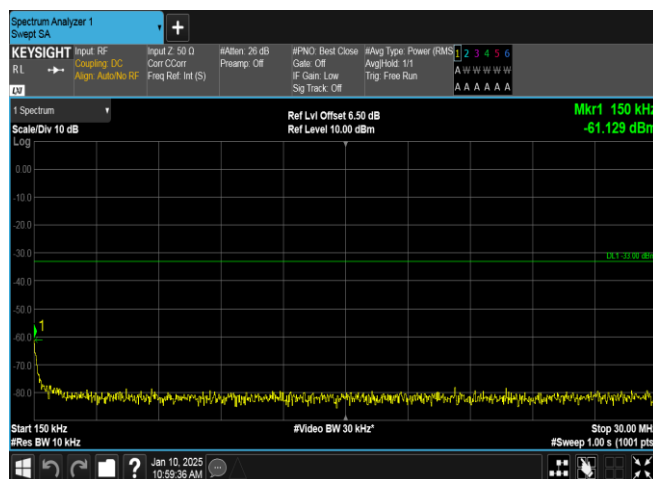 Spectrum Analyzer 1
Swept SA
+
KEYSIGHT
RL
LXI
Input: RF
Coupling: DC
Align: Auto/No RF
Input Z: 50 Ω
Corr CCorr
Freq Ref: Int (S)
#Atten: 26 dB
Preamp: Off
#PNO: Best Close
Gate: Off
IF Gain: Low
Sig Track: Off
#Avg Type: Power (RMS
Avg|Hold: 1/1
Trig: Free Run
1 2 3 4 5 6
A W W W W W
A A A A A A
1 Spectrum
Scale/Div 10 dB
Log
Ref Lvl Offset 6.50 dB
Ref Level 10.00 dBm
Mkr1 150 kHz
-61.129 dBm
0.00
-10.0
-20.0
DL1 -33.00 dBm
-40.0
-50.0
1
-60.0
-70.0
-80.0
Start 150 kHz
#Res BW 10 kHz
#Video BW 30 kHz*
Stop 30.00 MHz
#Sweep 1.00 s (1001 pts
?
Jan 10, 2025
10:59:36 AM